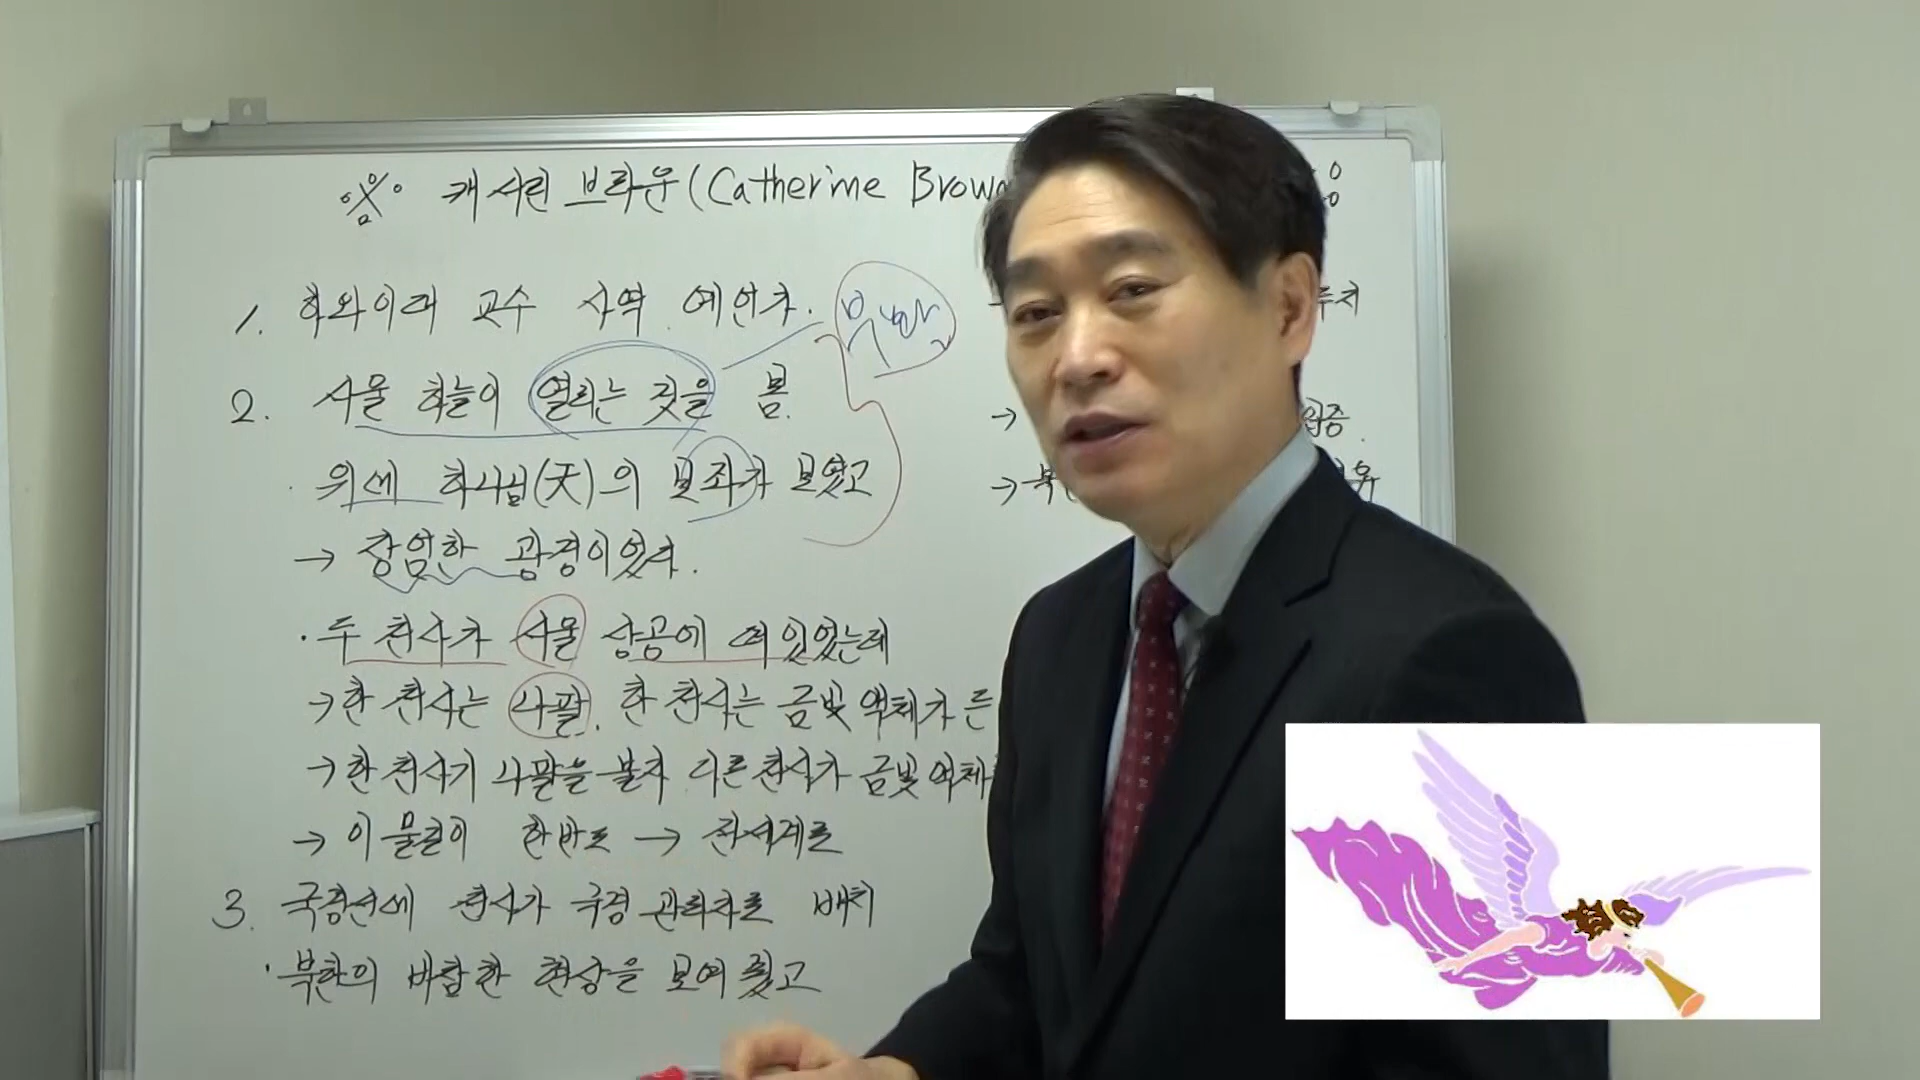 ※ 캐서린 브라운(Catherine Brown
1. 하와이대 교수 사역 예언가.
2. 서울 하늘이 열리는 것을 봄.
위세 하나님(天)의 보좌가 보였고
→ 장엄한 광경이었다.
· 두 천사가 서울 상공에 떠 있었는데
→ 한 천사는 나팔, 한 천사는 금빛 액체가 든
→ 한 천사가 나팔을 불자 다른 천사가 금빛 액체
→ 이 물결이 한반도 → 전세계로
3. 국경선에 천사가 국경 관리자로 배치
· 북한의 비참한 현상을 보여 줬고